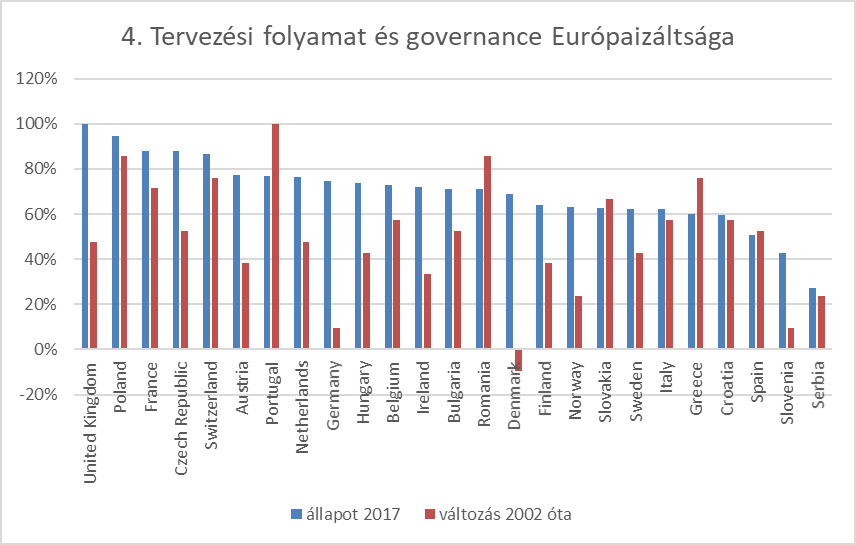 4. Tervezési folyamat és governance Európaizáltsága
120%
100%
80%
60%
40%
20%
0%
-20%
United Kingdom
Poland
France
Czech Republic
Switzerland
Austria
Portugal
Netherlands
Germany
Hungary
Belgium
Ireland
Bulgaria
Romania
Denmark
Finland
Norway
Slovakia
Sweden
Italy
Greece
Croatia
Spain
Slovenia
Serbia
állapot 2017
változás 2002 óta